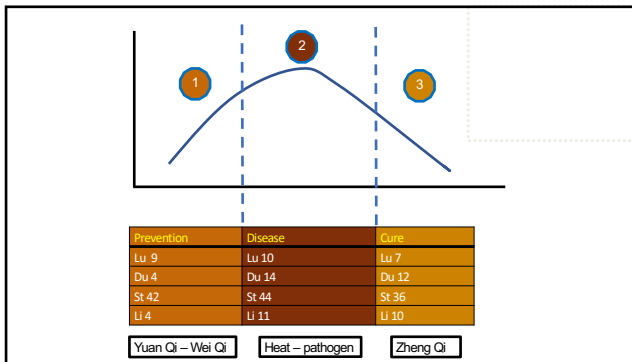 1
2
3
Prevention Disease Cure
Lu 9 Lu 10 Lu 7
Du 4 Du 14 Du 12
St 42 St 44 St 36
Li 4 Li 11 Li 10
Yuan Qi – Wei Qi Heat – pathogen Zheng Qi